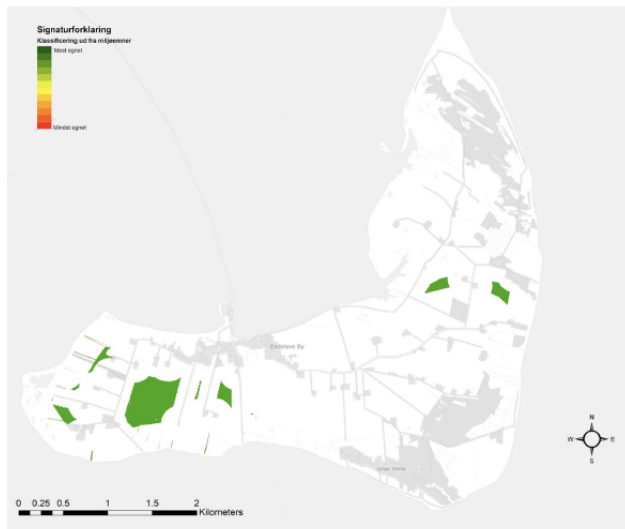 Signaturforklaring
Klassificering ud fra miljøemner
Mest egnet
Mindst egnet
Endelave By
N
W
E
S
0 0.25 0.5 1 1.5 2
Kilometers